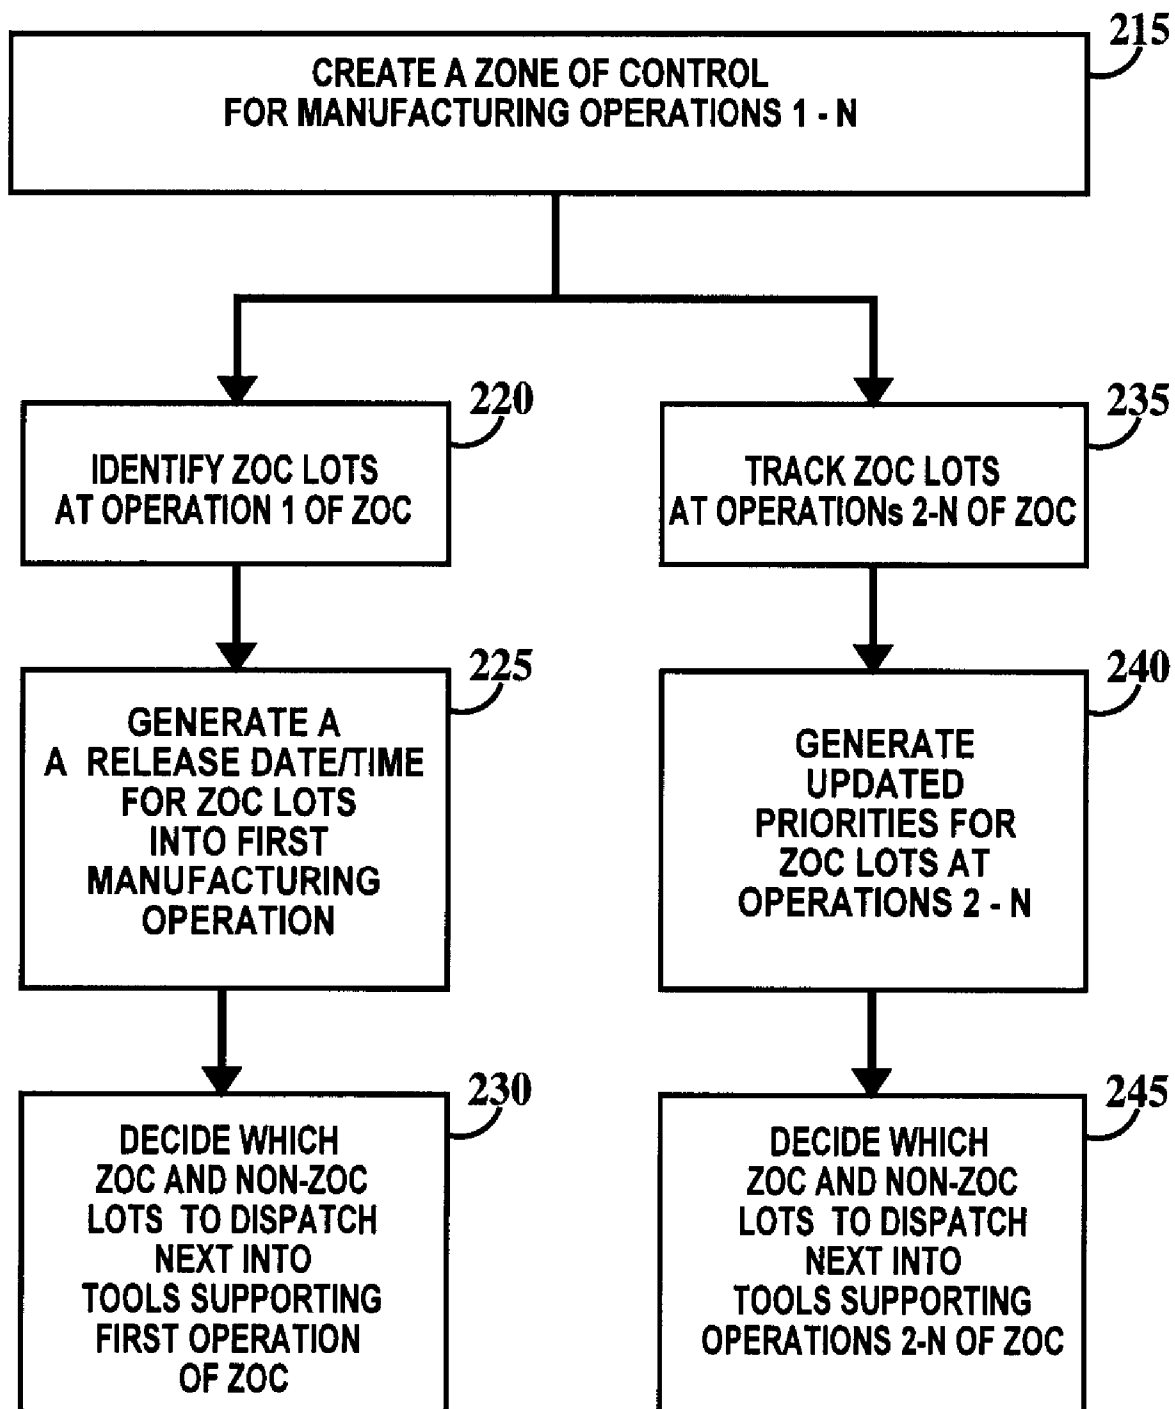 215
CREATE A ZONE OF CONTROL
FOR MANUFACTURING OPERATIONS 1 - N
220
IDENTIFY ZOC LOTS
AT OPERATION 1 OF ZOC
235
TRACK ZOC LOTS
AT OPERATIONs 2-N OF ZOC
225
GENERATE A
A RELEASE DATE/TIME
FOR ZOC LOTS
INTO FIRST
MANUFACTURING
OPERATION
240
GENERATE
UPDATED
PRIORITIES FOR
ZOC LOTS AT
OPERATIONS 2 - N
230
DECIDE WHICH
ZOC AND NON-ZOC
LOTS TO DISPATCH
NEXT INTO
TOOLS SUPPORTING
FIRST OPERATION
OF ZOC
245
DECIDE WHICH
ZOC AND NON-ZOC
LOTS TO DISPATCH
NEXT INTO
TOOLS SUPPORTING
OPERATIONS 2-N OF ZOC